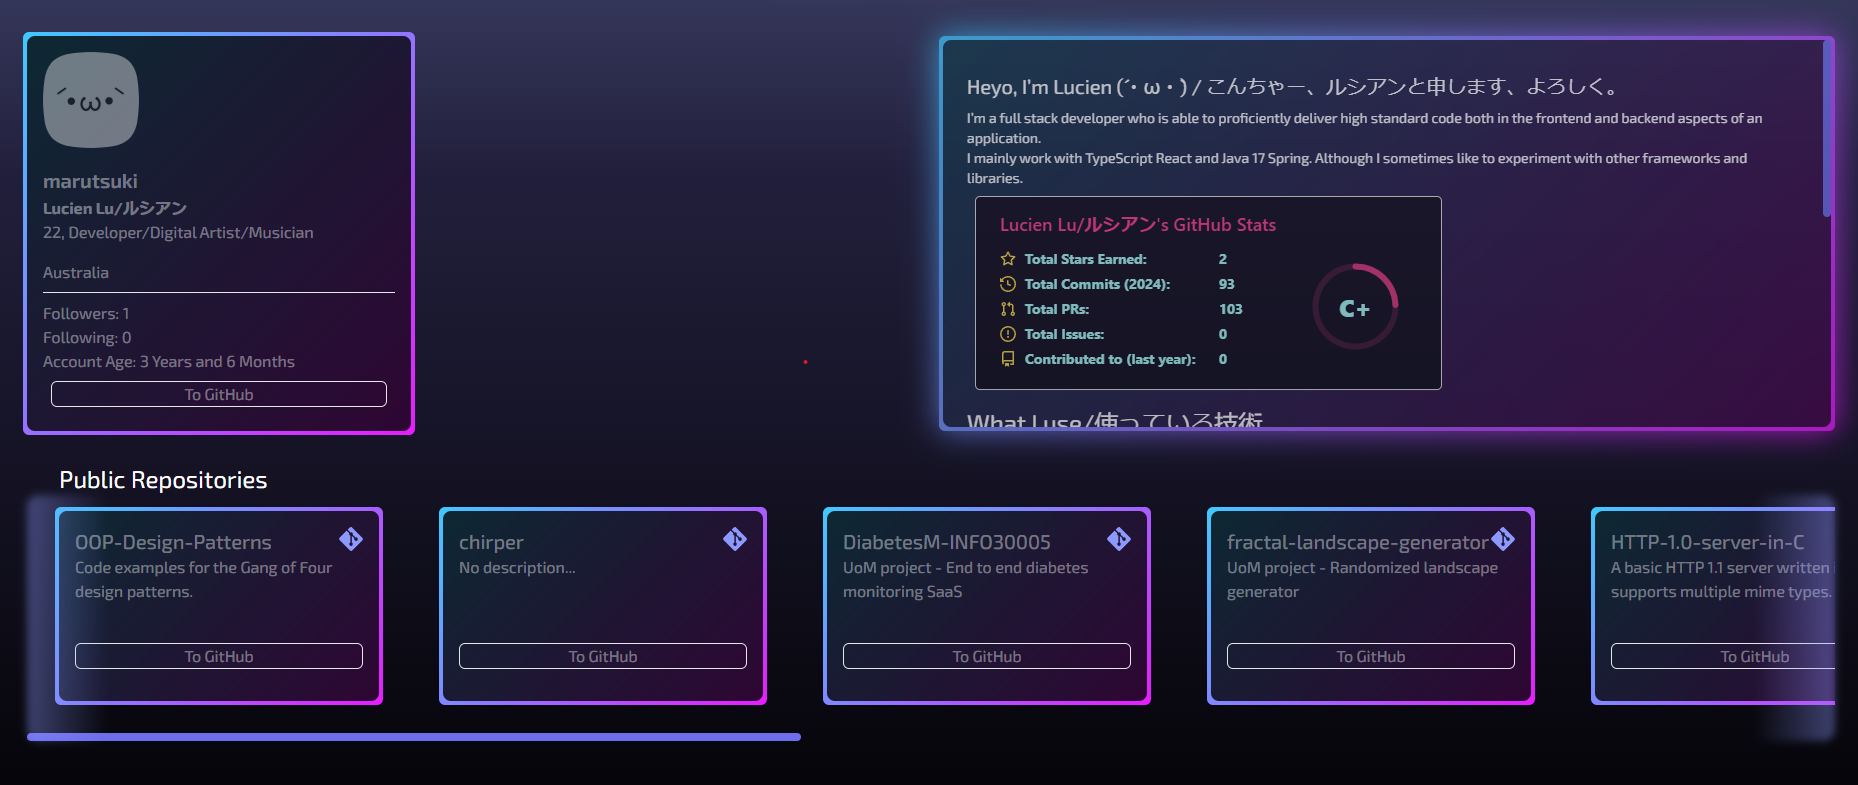 marutsuki
Lucien Lu/ルシアン
22, Developer/Digital Artist/Musician
Australia
Followers: 1
Following: 0
Account Age: 3 Years and 6 Months
To GitHub
Heyo, I'm Lucien (´・ω・) / こんちゃー、ルシアンと申します、よろしく。
I'm a full stack developer who is able to proficiently deliver high standard code both in the frontend and backend aspects of an
application.
I mainly work with TypeScript React and Java 17 Spring. Although I sometimes like to experiment with other frameworks and
libraries.
Lucien Lu/ルシアン's GitHub Stats
Total Stars Earned: 2
Total Commits (2024): 93
Total PRs: 103
Total Issues: 0
Contributed to (last year): 0
C+
What I use/使っている技術
Public Repositories
OOP-Design-Patterns
Code examples for the Gang of Four
design patterns.
To GitHub
chirper
No description...
To GitHub
DiabetesM-INFO30005
UoM project - End to end diabetes
monitoring SaaS
To GitHub
fractal-landscape-generator
UoM project - Randomized landscape
generator
To GitHub
HTTP-1.0-server-in-C
A basic HTTP 1.1 server written
supports multiple mime types.
To GitHub